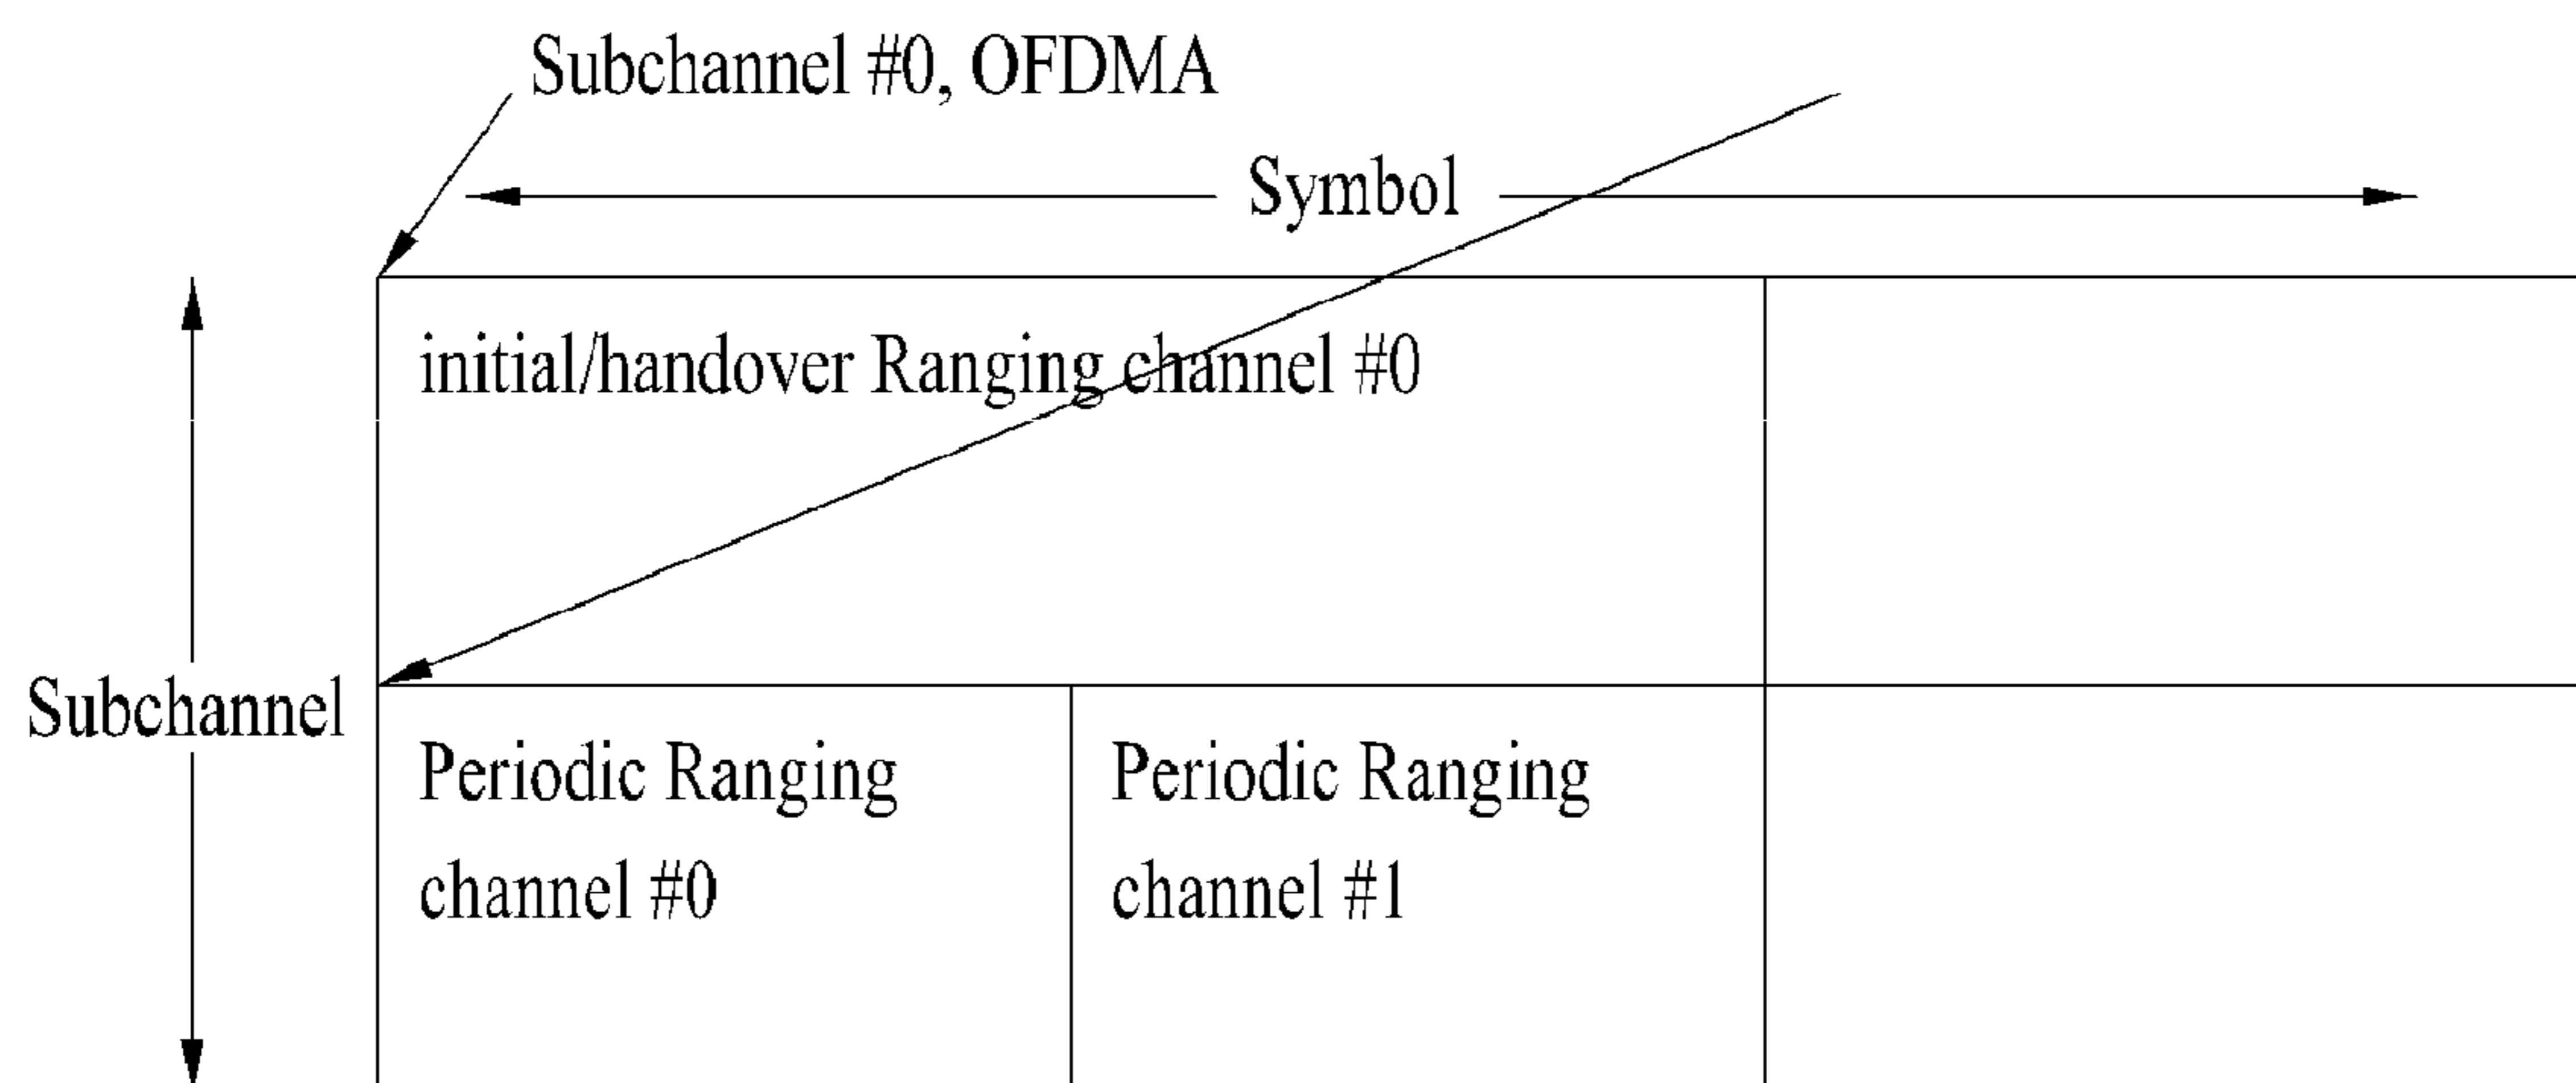 Subchannel #0, OFDMA
Symbol
initial/handover Ranging channel #0
Subchannel
Periodic Ranging
channel #0
Periodic Ranging
channel #1